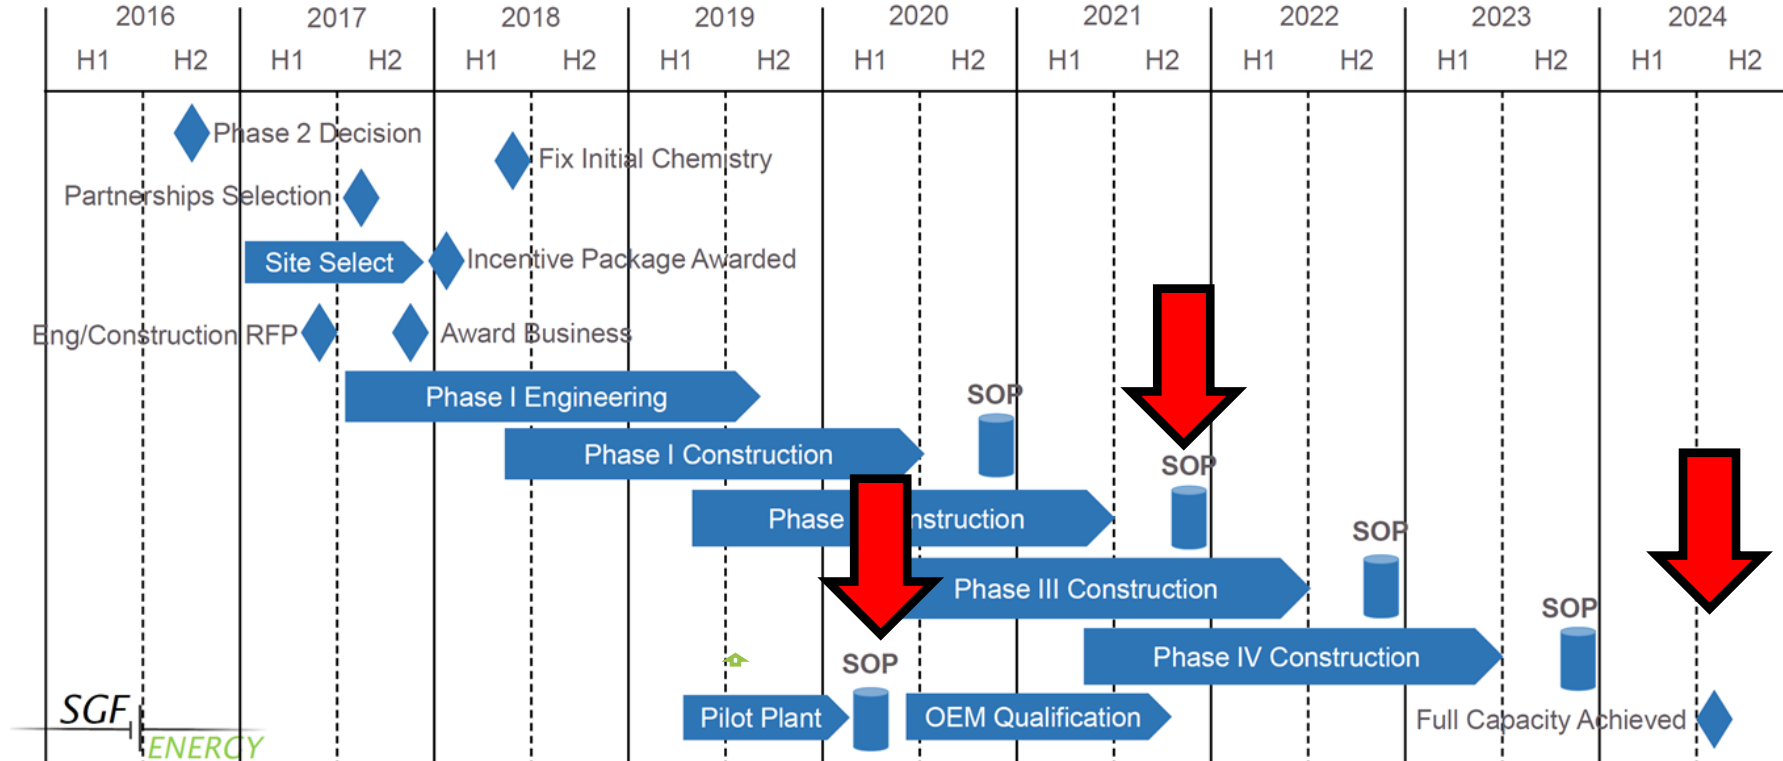 2016 2017 2018 2019 2020 2021 2022 2023 2024
H1 H2 H1 H2 H1 H2 H1 H2 H1 H2 H1 H2 H1 H2 H1 H2 H1 H2
Phase 2 Decision
Fix Initial Chemistry
Partnerships Selection
Site Select
Incentive Package Awarded
Eng/Construction RFP
Award Business
Phase I Engineering
SOP
Phase I Construction
SOP
Phase
SOP
Phase III Construction
SOP
Phase IV Construction
SOP
Pilot Plant
OEM Qualification
Full Capacity Achieved
SGF
ENERGY